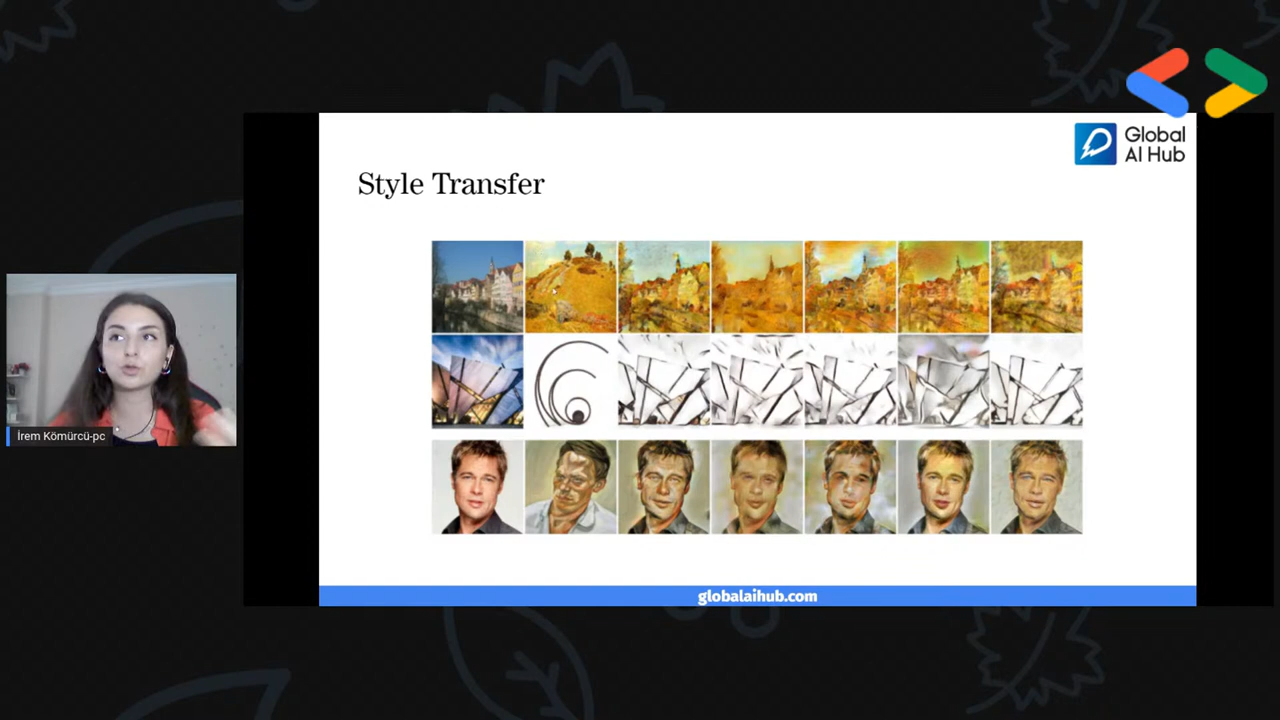 Global
AI Hub
Style Transfer
İrem Kömürcü-pc
globalaihub.com